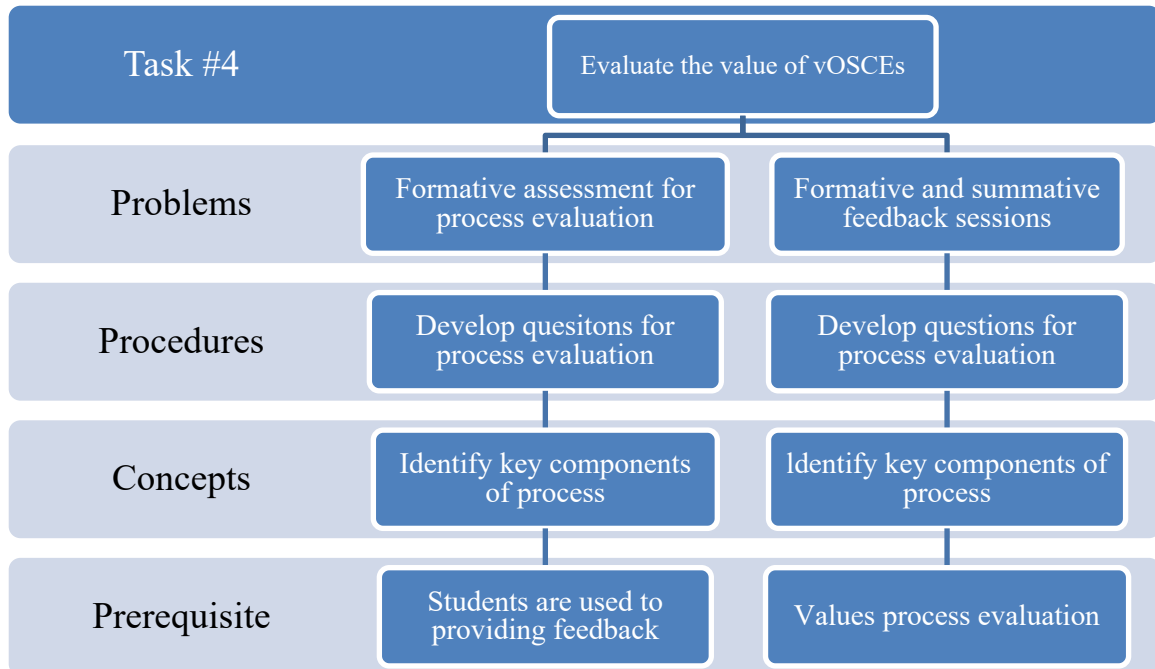 Task #4
Evaluate the value of vOSCEs
Problems
Formative assessment for
process evaluation
Formative and summative
feedback sessions
Procedures
Develop quesitons for
process evaluation
Develop questions for
process evaluation
Concepts
Identify key components
of process
Identify key components of
process
Prerequisite
Students are used to
providing feedback
Values process evaluation